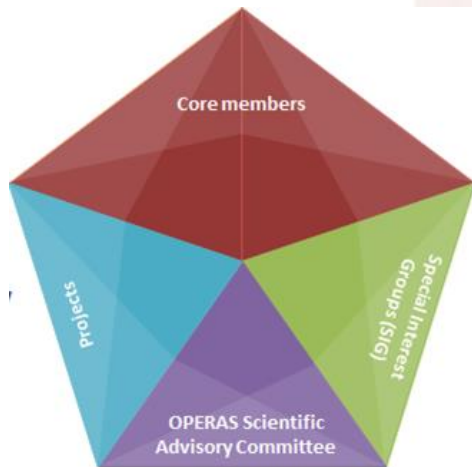 Core members
Projects
Special Interest
Groups (SIG)
OPERAS Scientific
Advisory Committee